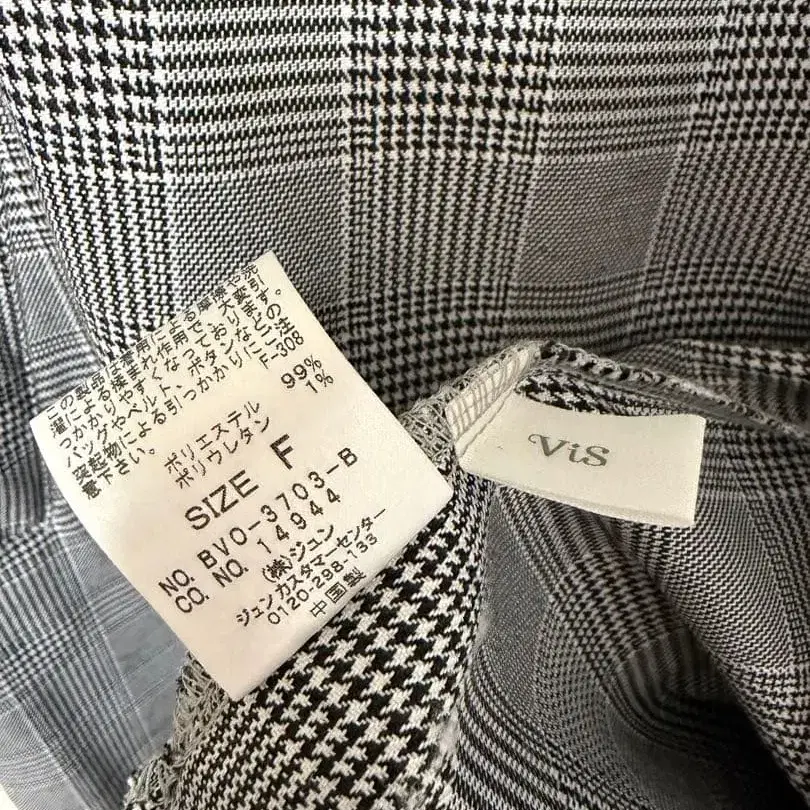 この製品は着用による摩擦や洗
濯による揉まれ作用で、大変引
つかかりやすくなっております。
バッグやベルト、ボタンなどの
突起物による引つかかりにご注
意下さい。
F-308
ポリエステル 99%
ポリウレタン 1%
SIZE F
NO. BVO-3703-B
CO. NO. 14944
(株)ジュン
ジュンカスタマーセンター
0120-298-133
中国製
ViS